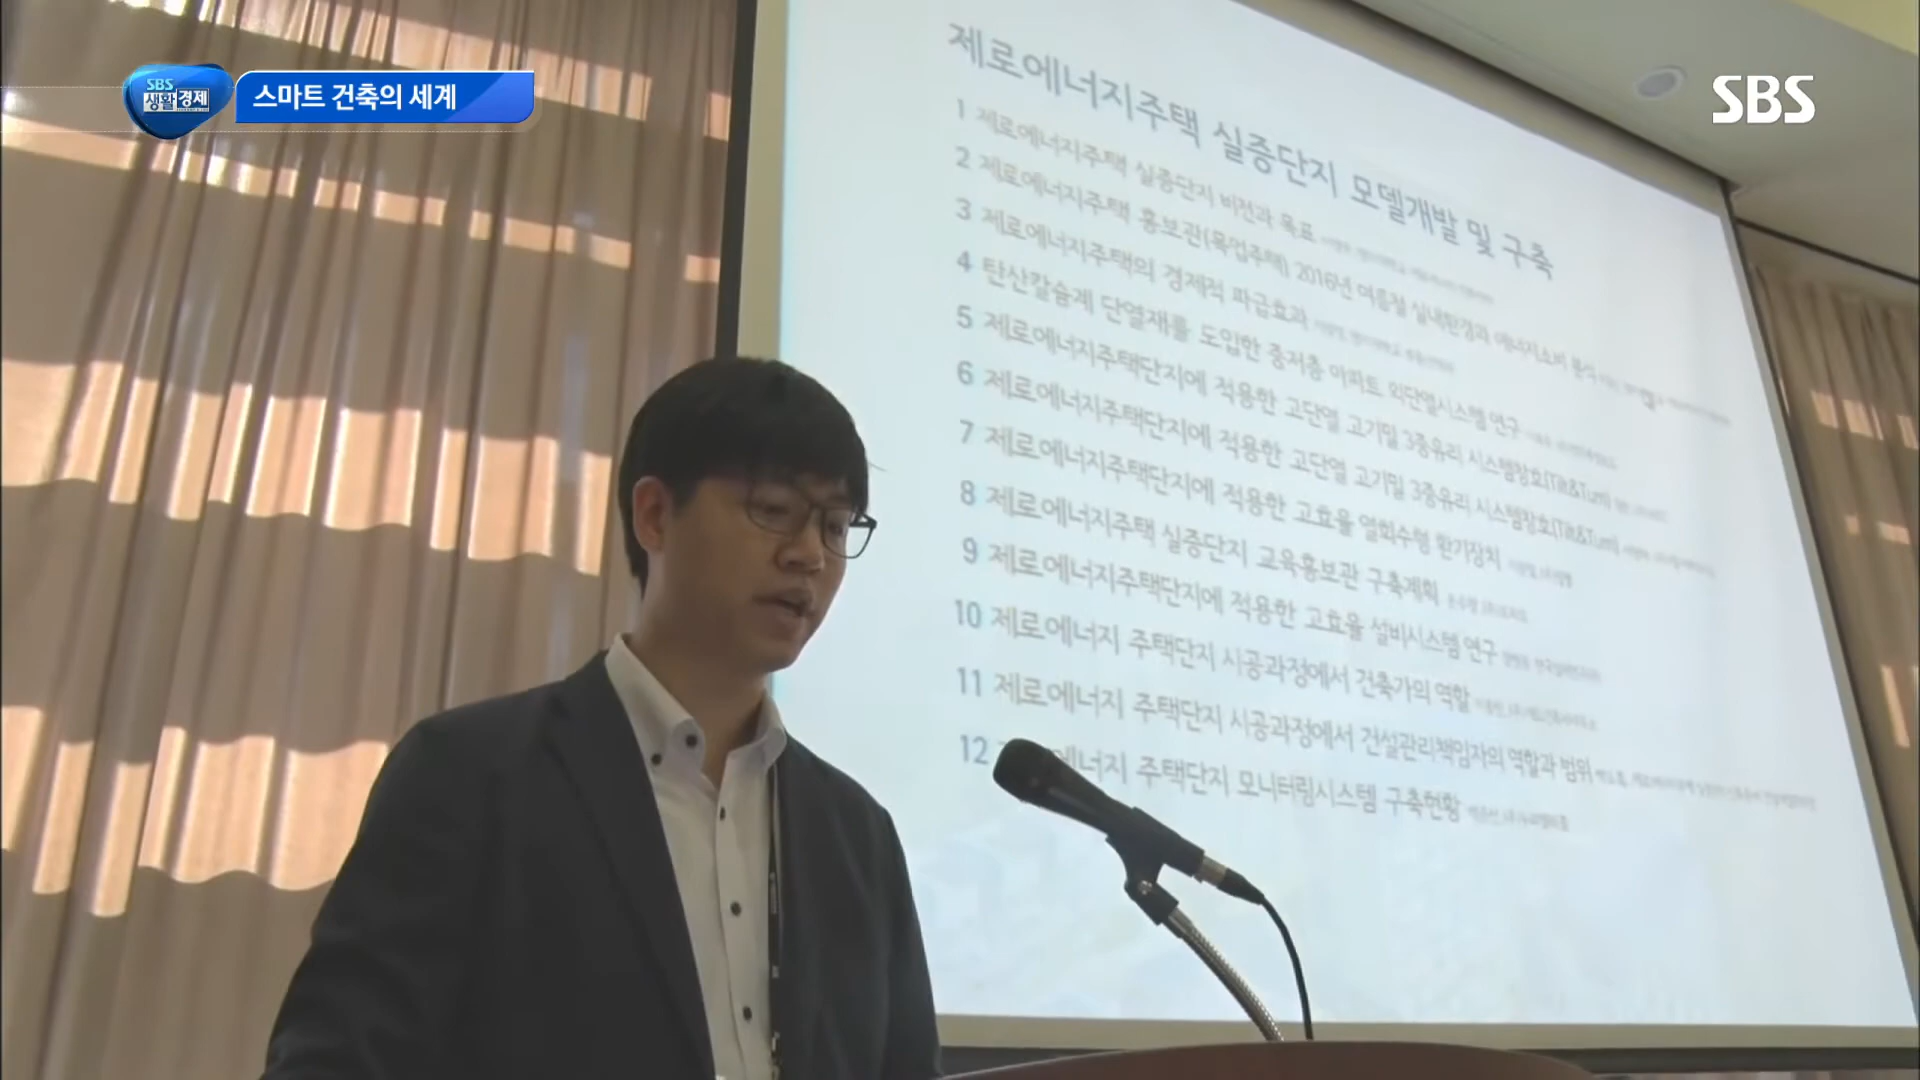 SBS
생활경제
스마트 건축의 세계
SBS
제로에너지주택 실증단지 모델개발 및 구축
1 제로에너지주택 실증단지 비전과 목표
2 제로에너지주택 홍보관(목업주택) 2016년 여름철 실내환경과 에너지소비 분석
3 제로에너지주택의 경제적 파급효과
4 탄산칼슘계 단열재를 도입한 중저층 아파트 외단열시스템 연구
5 제로에너지주택단지에 적용한 고단열 고기밀 3중유리 시스템창호(Tilt&Turn)
6 제로에너지주택단지에 적용한 고단열 고기밀 3중유리 시스템창호(Tilt&Turn)
7 제로에너지주택단지에 적용한 고효율 열회수형 환기장치
8 제로에너지주택 실증단지 교육홍보관 구축계획
9 제로에너지주택단지에 적용한 고효율 설비시스템 연구
10 제로에너지 주택단지 시공과정에서 건축가의 역할
11 제로에너지 주택단지 시공과정에서 건설관리책임자의 역할과 범위
12 에너지 주택단지 모니터링시스템 구축현황